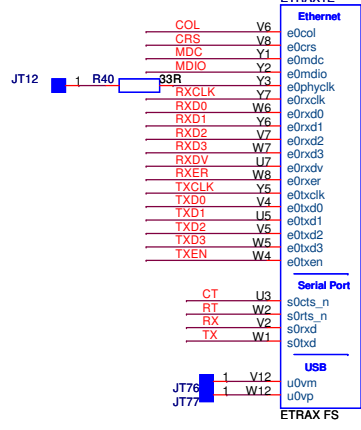 Ethernet
COL V6 e0col
CRS V8 e0crs
MDC Y1 e0mdc
MDIO Y2 e0mdio
JT12 1 R40 33R Y3 e0phyclk
RXCLK Y7 e0rxclk
RXD0 W6 e0rxd0
RXD1 Y6 e0rxd1
RXD2 V7 e0rxd2
RXD3 W7 e0rxd3
RXDV U7 e0rxdv
RXER W8 e0rxer
TXCLK Y5 e0txclk
TXD0 V4 e0txd0
TXD1 U5 e0txd1
TXD2 V5 e0txd2
TXD3 W5 e0txd3
TXEN W4 e0txen
Serial Port
CT U3 s0cts_n
RT W2 s0rts_n
RX V2 s0rxd
TX W1 s0txd
USB
JT76 1 V12 u0vm
JT77 1 W12 u0vp
ETRAX FS